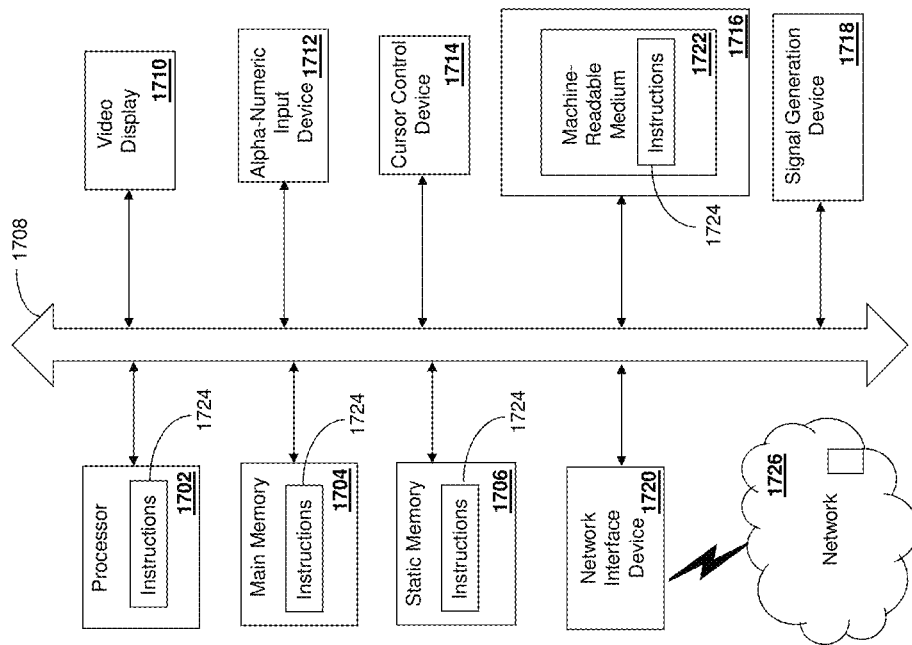 1708
Processor
Instructions
1702
1724
Main Memory
Instructions
1704
1724
Static Memory
Instructions
1706
1724
Network
Interface
Device
1720
Network
1726
Video
Display
1710
Alpha-Numeric
Input
Device
1712
Cursor Control
Device
1714
Machine-
Readable
Medium
Instructions
1722
1716
1724
Signal Generation
Device
1718